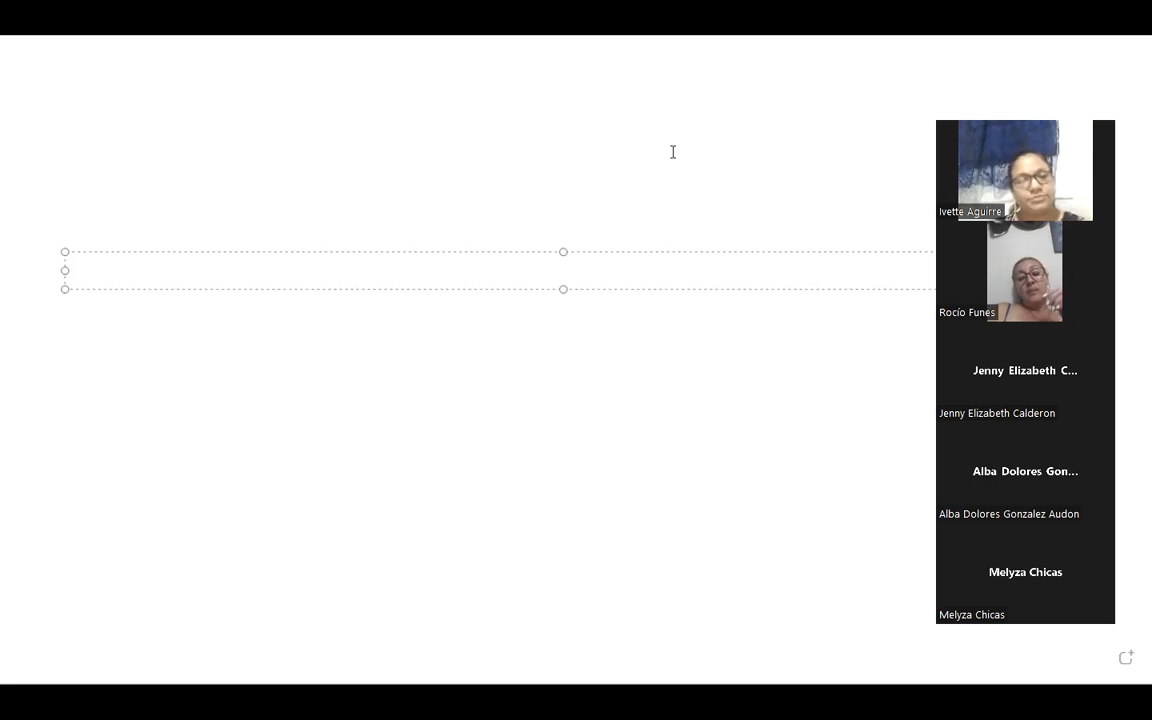 Ivette Aguirre
Rocío Funes
Jenny Elizabeth C...
Jenny Elizabeth Calderon
Alba Dolores Gon...
Alba Dolores Gonzalez Audon
Melyza Chicas
Melyza Chicas